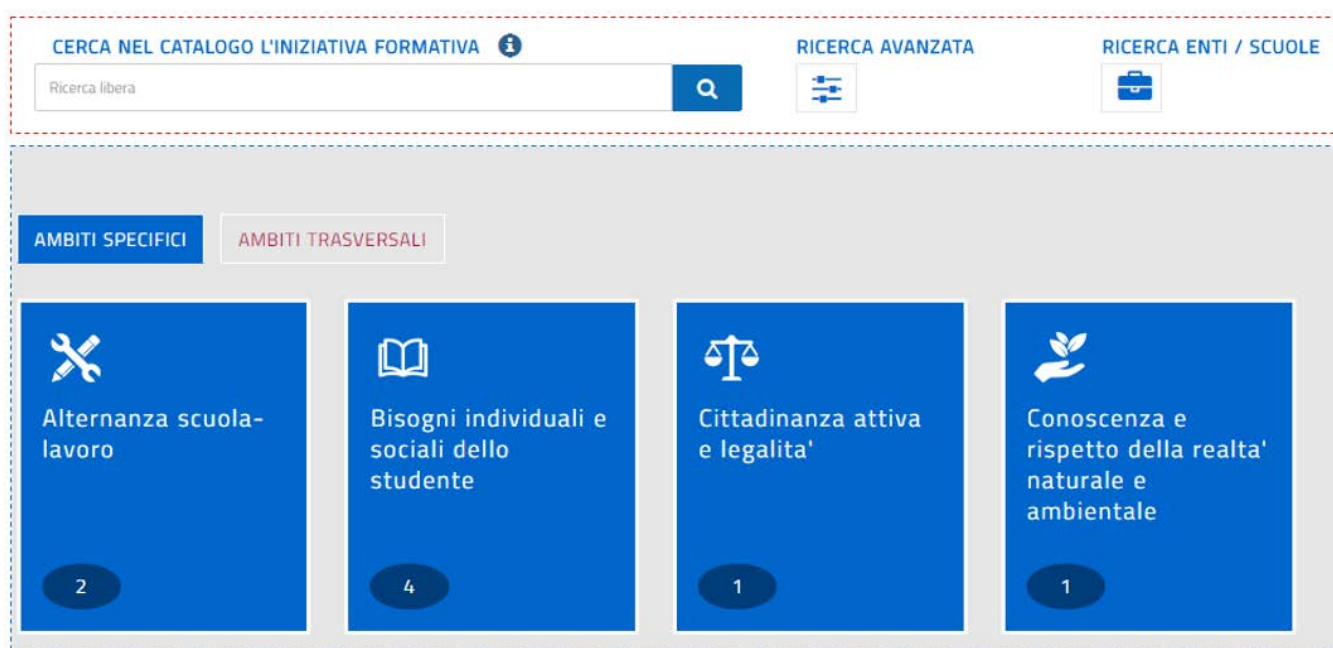 CERCA NEL CATALOGO L'INIZIATIVA FORMATIVA
RICERCA AVANZATA
RICERCA ENTI / SCUOLE
Ricerca libera
AMBITI SPECIFICI
AMBITI TRASVERSALI
Alternanza scuola-
lavoro
2
Bisogni individuali e
sociali dello
studente
4
Cittadinanza attiva
e legalita'
1
Conoscenza e
rispetto della realta'
naturale e
ambientale
1